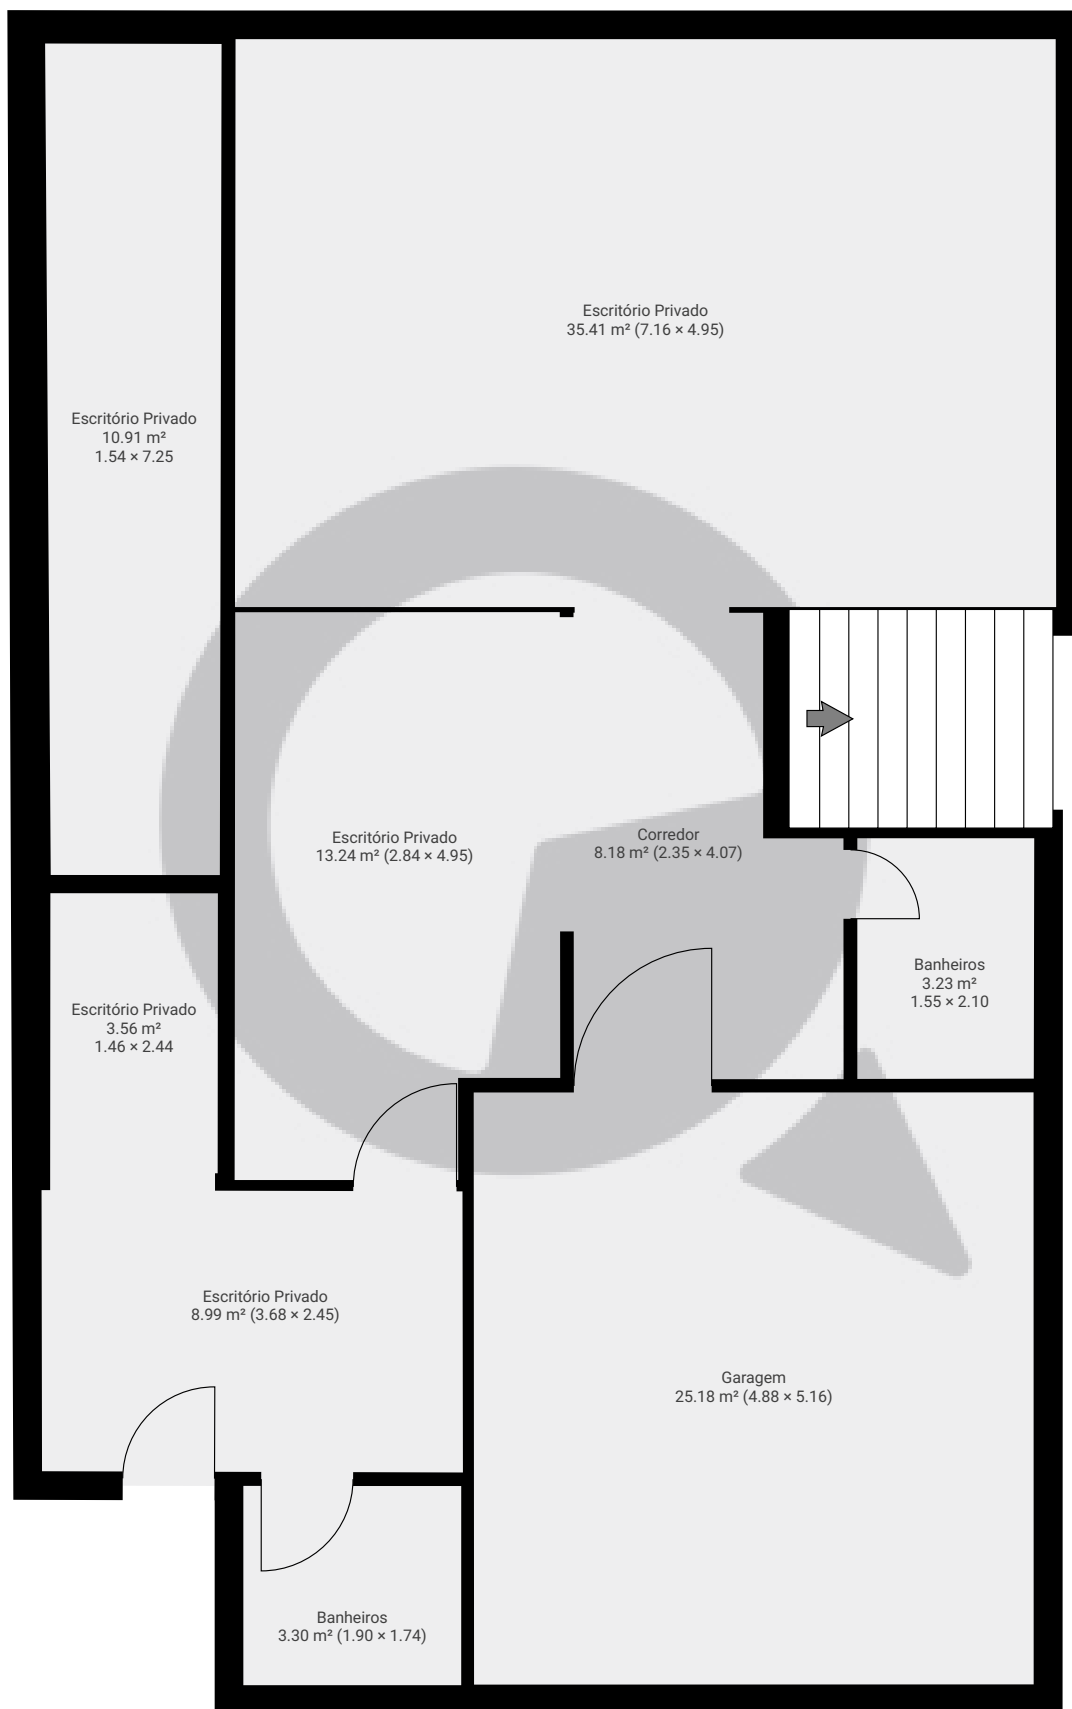 Escritório Privado
35.41 m² (7.16 × 4.95)
Escritório Privado
10.91 m²
1.54 × 7.25
Escritório Privado
13.24 m² (2.84 × 4.95)
Corredor
8.18 m² (2.35 × 4.07)
Banheiros
3.23 m²
1.55 × 2.10
Escritório Privado
3.56 m²
1.46 × 2.44
Escritório Privado
8.99 m² (3.68 × 2.45)
Garagem
25.18 m² (4.88 × 5.16)
Banheiros
3.30 m² (1.90 × 1.74)